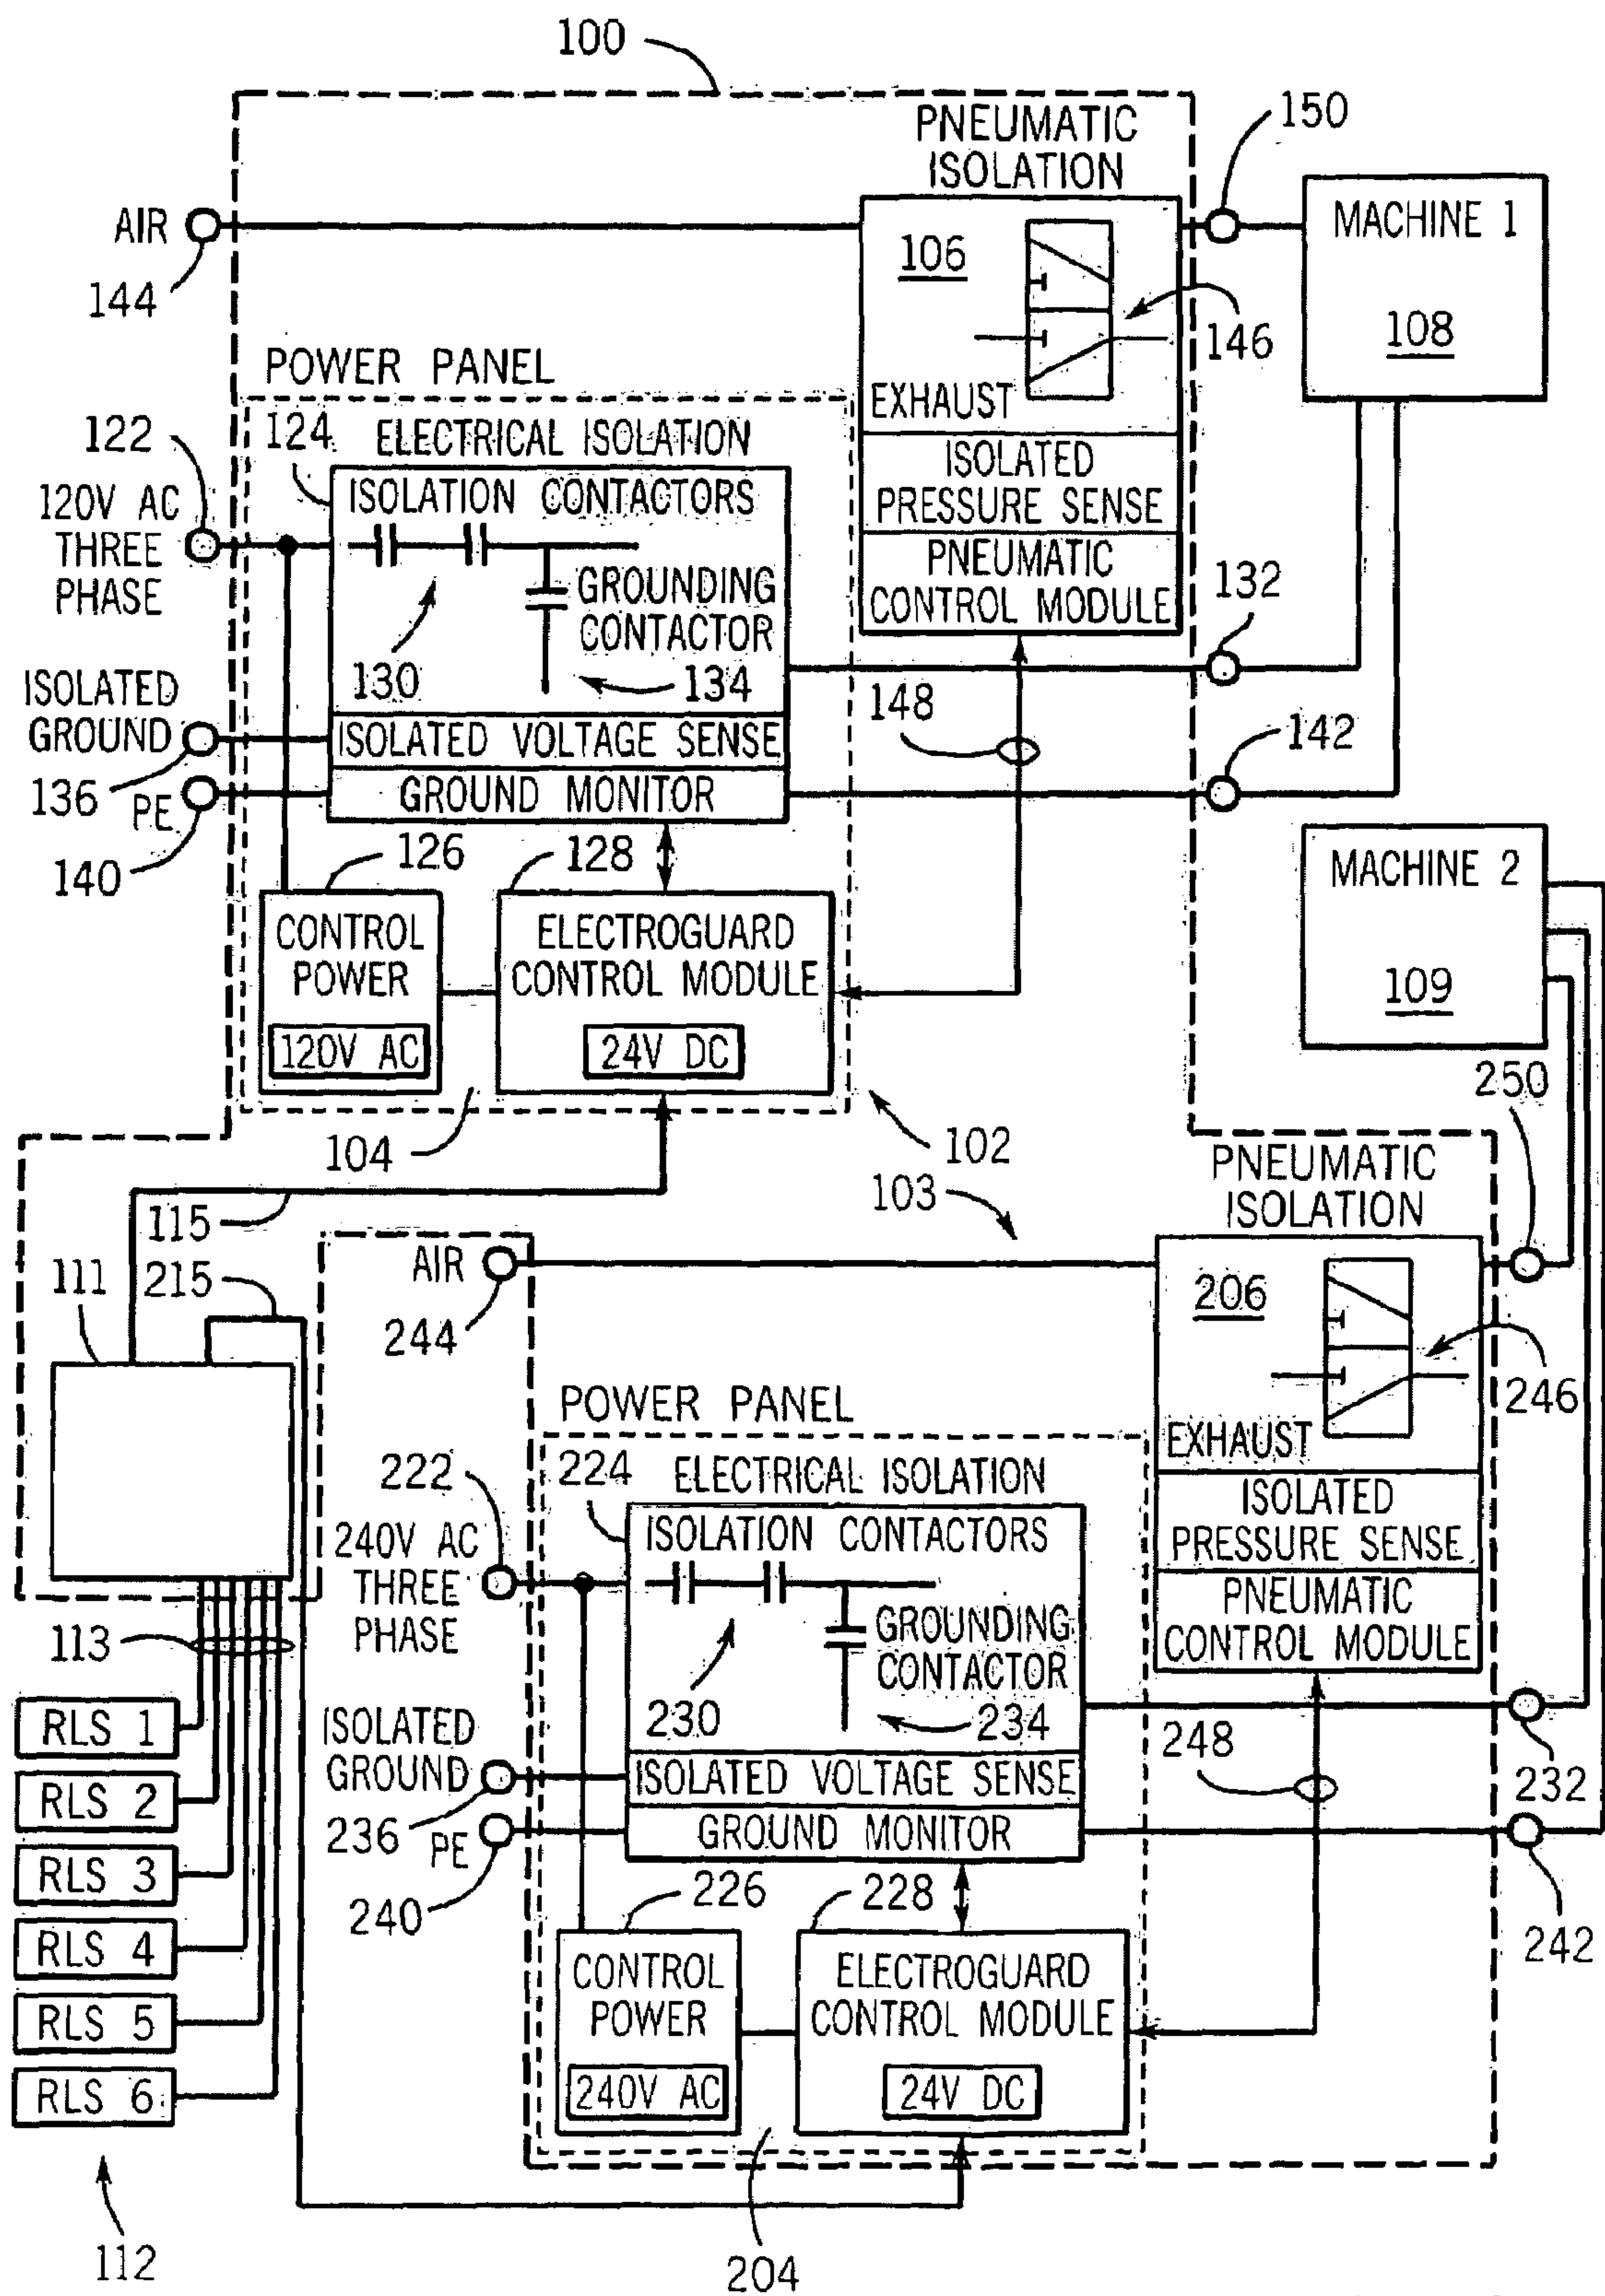 100
PNEUMATIC
ISOLATION
150
AIR
144
106
146
MACHINE 1
108
EXHAUST
ISOLATED
PRESSURE SENSE
PNEUMATIC
CONTROL MODULE
POWER PANEL
122
124
ELECTRICAL ISOLATION
ISOLATION CONTACTORS
120V AC
THREE
PHASE
GROUNDING
CONTACTOR
130
134
132
148
142
ISOLATED
GROUND
136
PE
140
ISOLATED VOLTAGE SENSE
GROUND MONITOR
126
128
CONTROL
POWER
120V AC
ELECTROGUARD
CONTROL MODULE
24V DC
MACHINE 2
109
104
102
103
115
250
PNEUMATIC
ISOLATION
111
215
AIR
244
206
246
EXHAUST
ISOLATED
PRESSURE SENSE
PNEUMATIC
CONTROL MODULE
POWER PANEL
222
224
ELECTRICAL ISOLATION
ISOLATION CONTACTORS
240V AC
THREE
PHASE
GROUNDING
CONTACTOR
230
234
248
232
242
113
ISOLATED
GROUND
236
PE
240
ISOLATED VOLTAGE SENSE
GROUND MONITOR
226
228
CONTROL
POWER
240V AC
ELECTROGUARD
CONTROL MODULE
24V DC
RLS 1
RLS 2
RLS 3
RLS 4
RLS 5
RLS 6
112
204